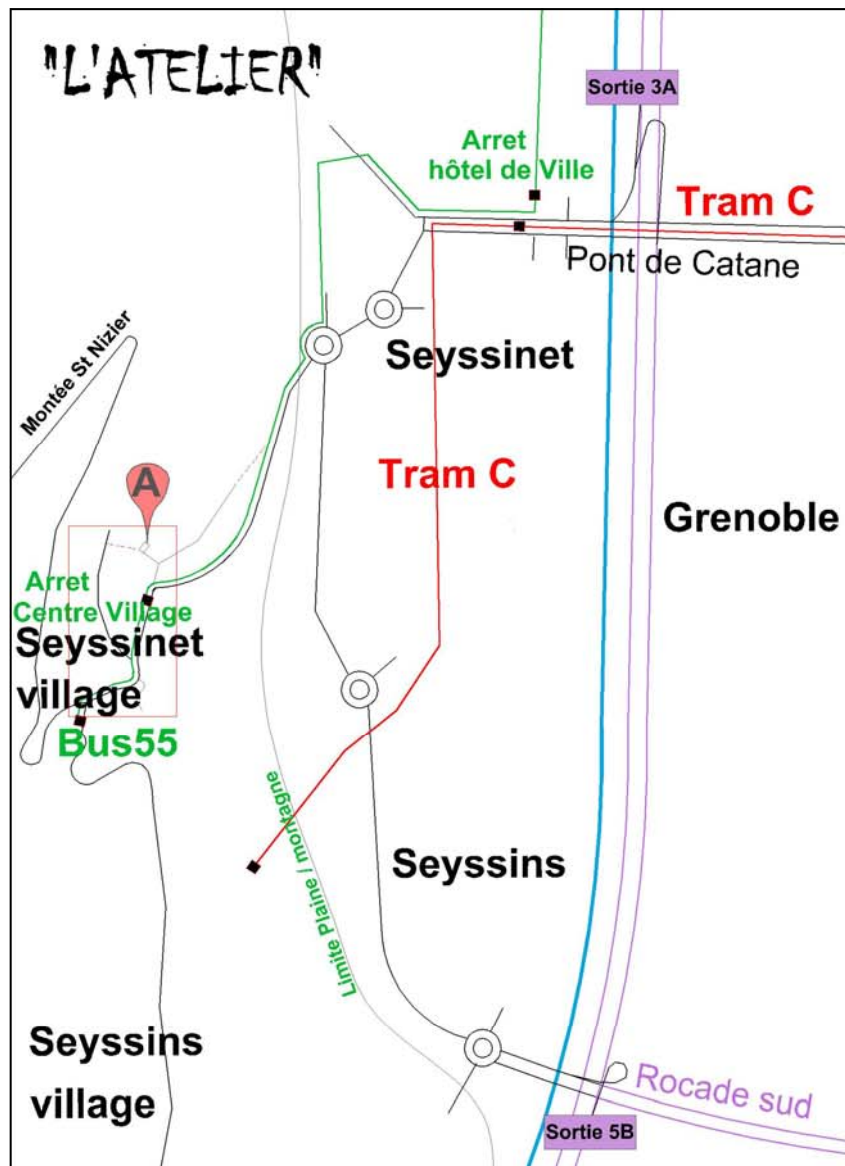 "L'ATELIER"
Sortie 3A
Arret
hôtel de Ville
Tram C
Pont de Catane
Montée St Nizier
Seyssinet
A
Tram C
Grenoble
Arret
Centre Village
Seyssinet
village
Bus55
Limite Plaine / montagne
Seyssins
Seyssins
village
Rocade sud
Sortie 5B